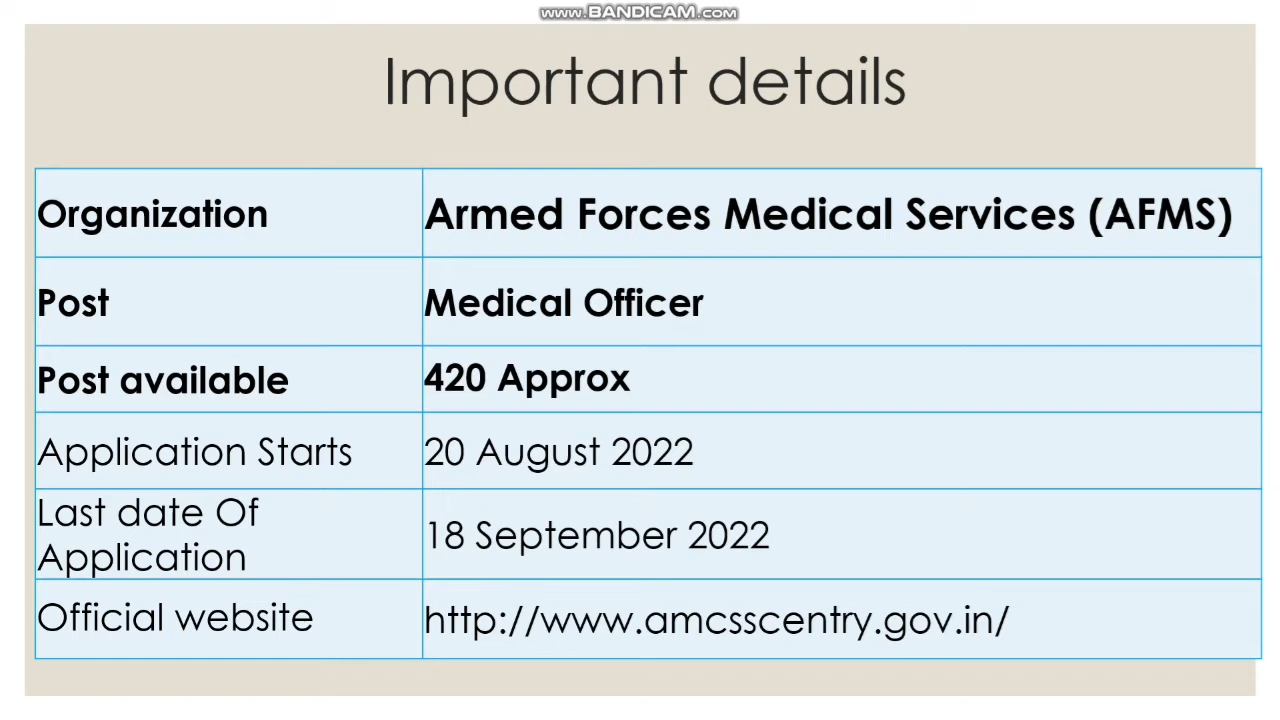 www.BANDICAM.com
Important details
Organization Armed Forces Medical Services (AFMS)
Post Medical Officer
Post available 420 Approx
Application Starts 20 August 2022
Last date Of
Application 18 September 2022
Official website http://www.amcsscentry.gov.in/